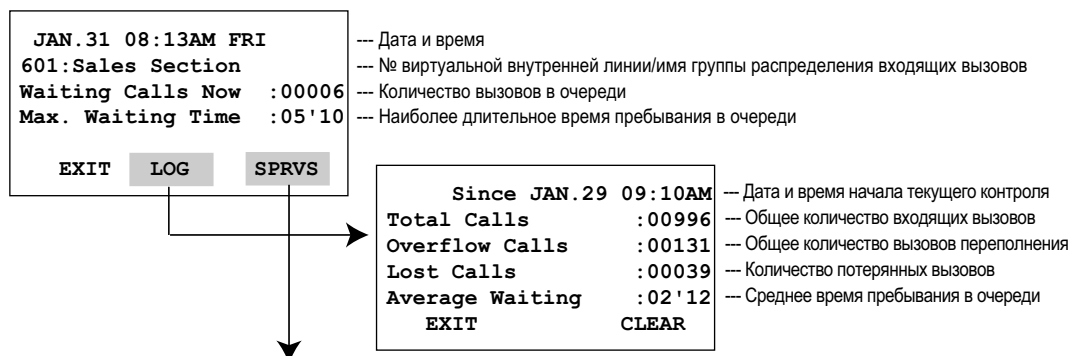 JAN.31 08:13AM FRI --- Дата и время
601:Sales Section --- № виртуальной внутренней линии/имя группы распределения входящих вызовов
Waiting Calls Now :00006 --- Количество вызовов в очереди
Max. Waiting Time :05'10 --- Наиболее длительное время пребывания в очереди
EXIT LOG SPRVS
Since JAN.29 09:10AM --- Дата и время начала текущего контроля
Total Calls :00996 --- Общее количество входящих вызовов
Overflow Calls :00131 --- Общее количество вызовов переполнения
Lost Calls :00039 --- Количество потерянных вызовов
Average Waiting :02'12 --- Среднее время пребывания в очереди
EXIT CLEAR